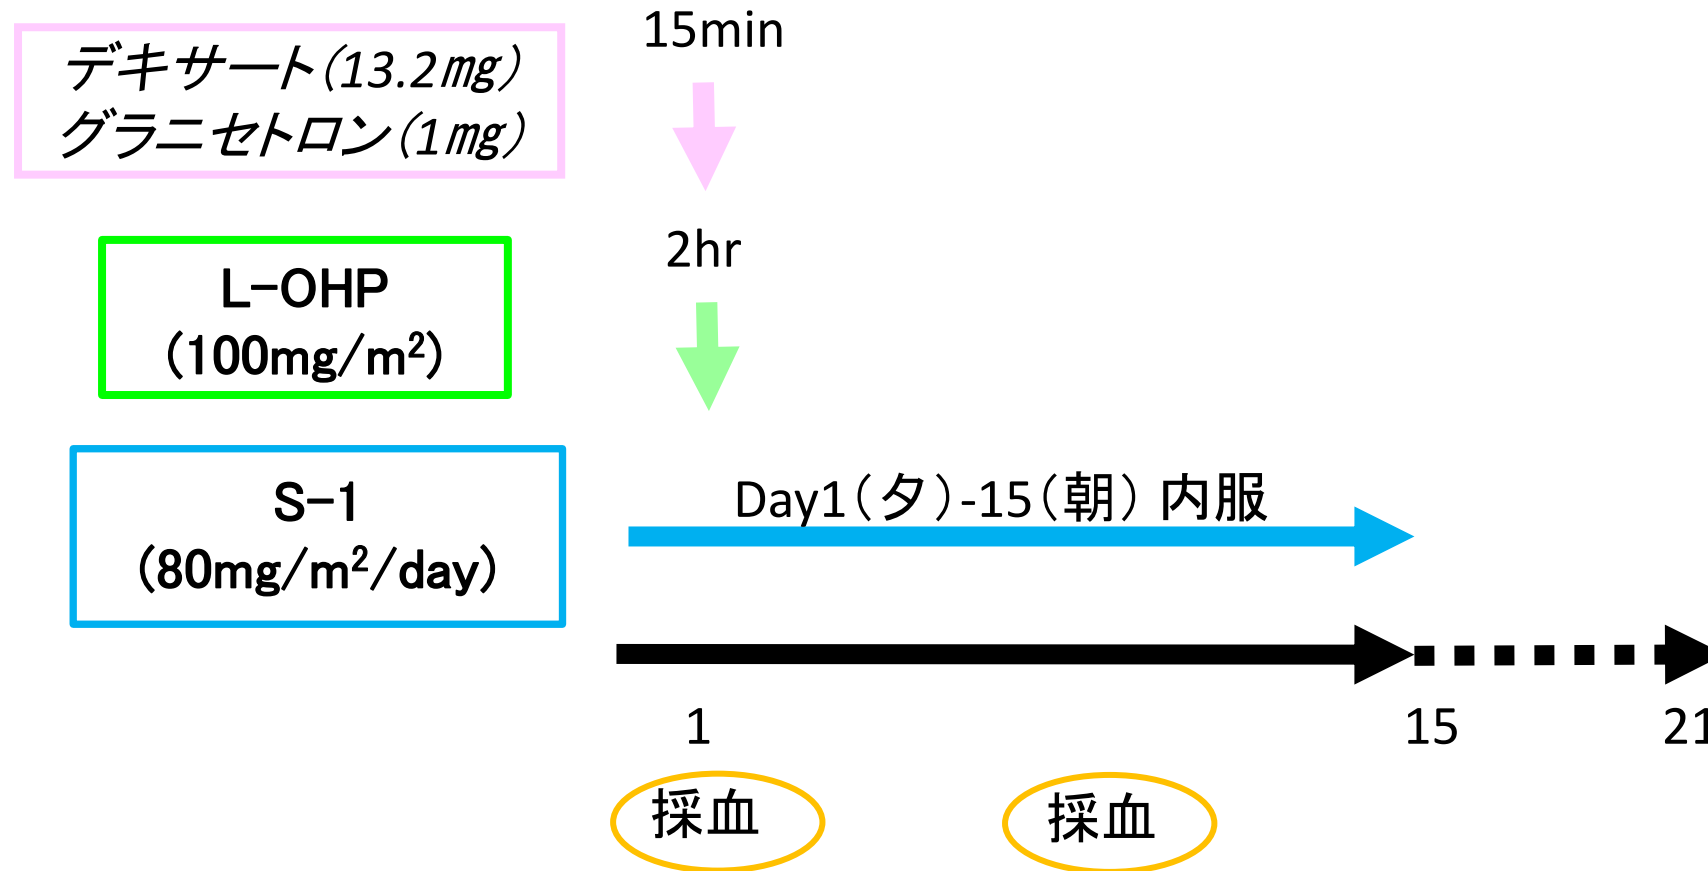 デキサート(13.2㎎)
グラニセトロン(1㎎)
15min
L-OHP
(100mg/m²)
2hr
S-1
(80mg/m²/day)
Day1(夕)-15(朝) 内服
1
15
21
採血
採血